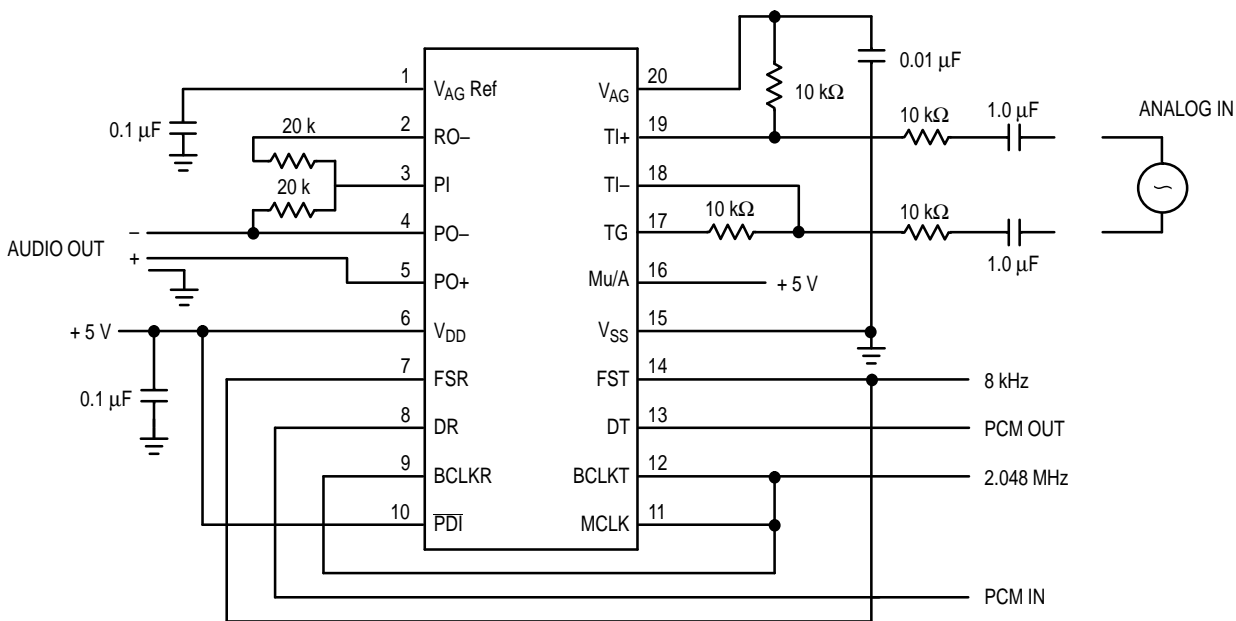 0.01 µF
1
VAG Ref
VAG
20
10 kΩ
0.1 µF
20 k
2
RO–
TI+
19
10 kΩ
1.0 µF
ANALOG IN
3
PI
TI–
18
20 k
10 kΩ
10 kΩ
–
4
PO–
TG
17
AUDIO OUT
+
5
PO+
Mu/A
16
+ 5 V
1.0 µF
+ 5 V
6
VDD
VSS
15
7
FSR
FST
14
8 kHz
0.1 µF
8
DR
DT
13
PCM OUT
9
BCLKR
BCLKT
12
2.048 MHz
10
PDI
MCLK
11
PCM IN